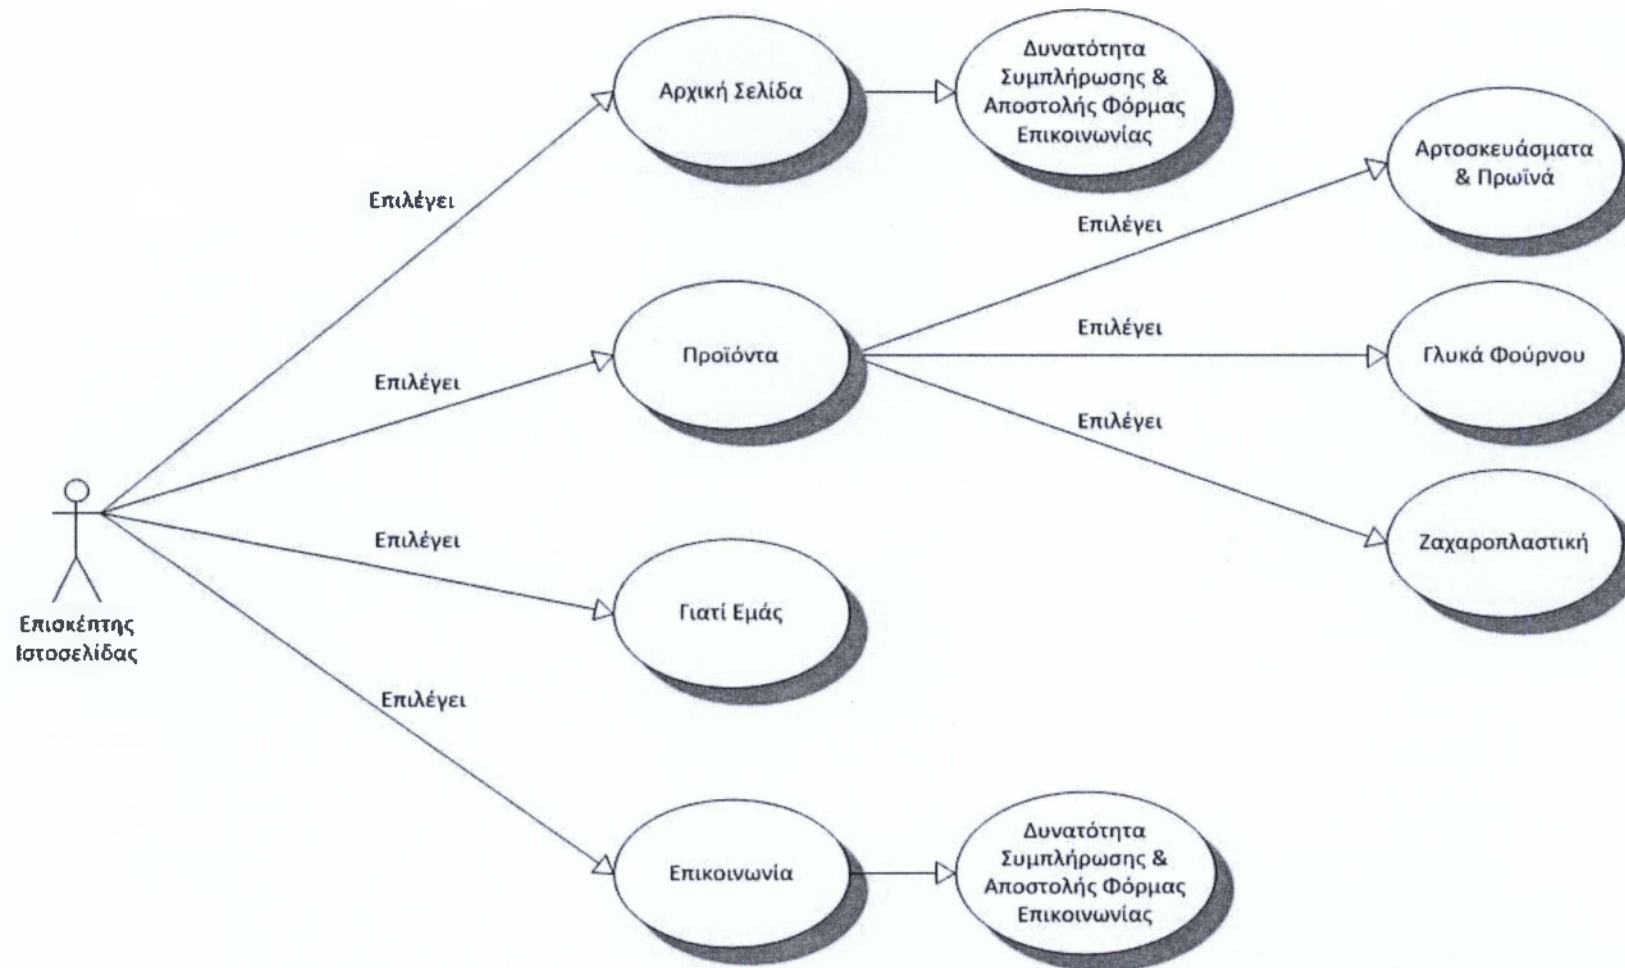 Αρχική Σελίδα
Δυνατότητα
Συμπλήρωσης &
Αποστολής Φόρμας
Επικοινωνίας
Αρτοσκευάσματα
& Πρωϊνά
Επιλέγει
Επιλέγει
Προϊόντα
Επιλέγει
Γλυκά Φούρνου
Επιλέγει
Επιλέγει
Ζαχαροπλαστική
Επιλέγει
Γιατί Εμάς
Επισκέπτης
Ιστοσελίδας
Επιλέγει
Επικοινωνία
Δυνατότητα
Συμπλήρωσης &
Αποστολής Φόρμας
Επικοινωνίας